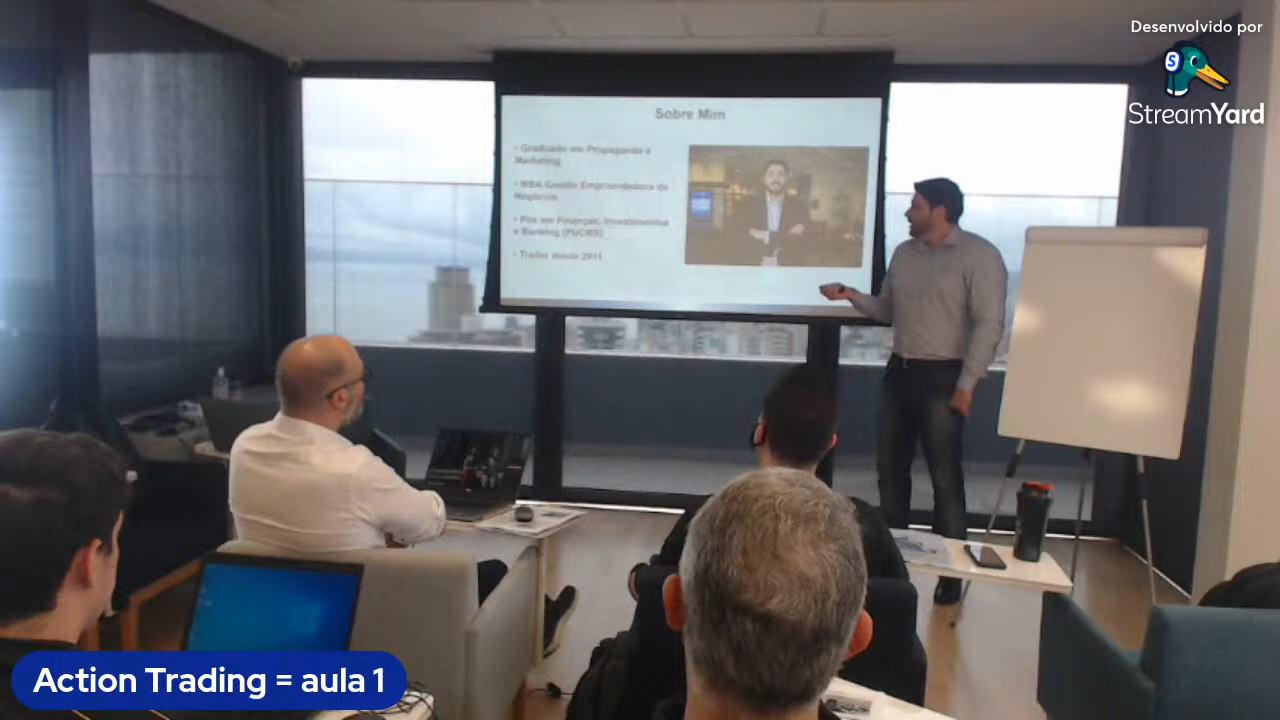 Desenvolvido por
StreamYard
Sobre Mim
• Graduado em Propaganda e
Marketing
• MBA Gestão Empreendedora de
Negócios
• Pós em Finanças, Investimentos
e Banking (PUCRS)
• Trader desde 2011
Action Trading = aula 1